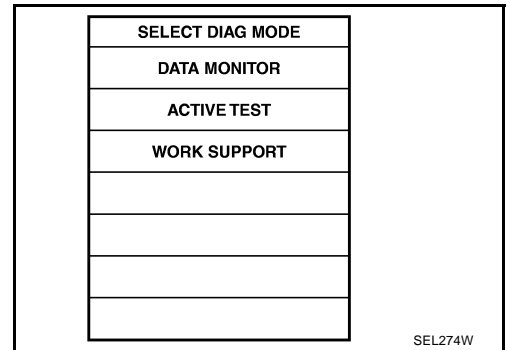 SELECT DIAG MODE
DATA MONITOR
ACTIVE TEST
WORK SUPPORT
SEL274W